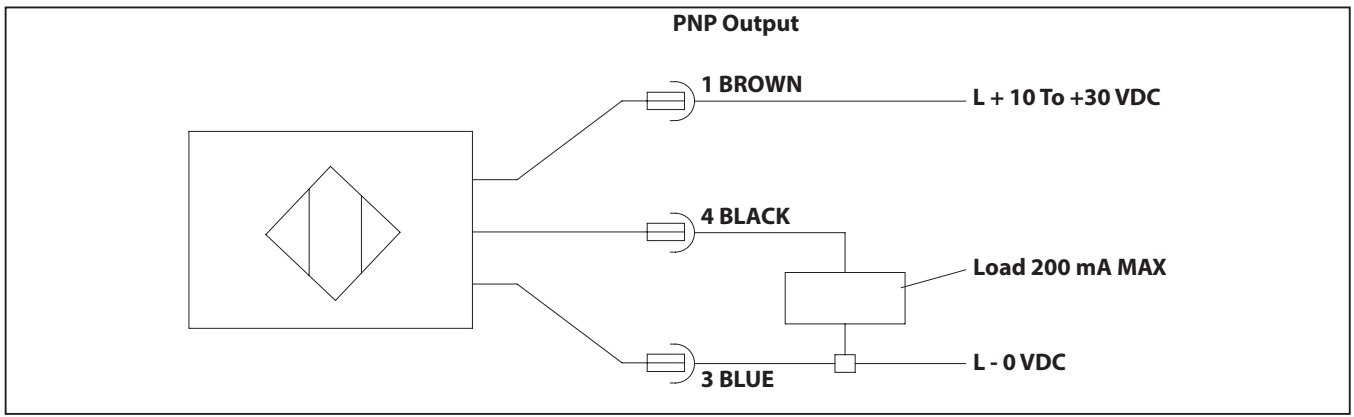 PNP Output
1 BROWN
L + 10 To +30 VDC
4 BLACK
Load 200 mA MAX
L - 0 VDC
3 BLUE